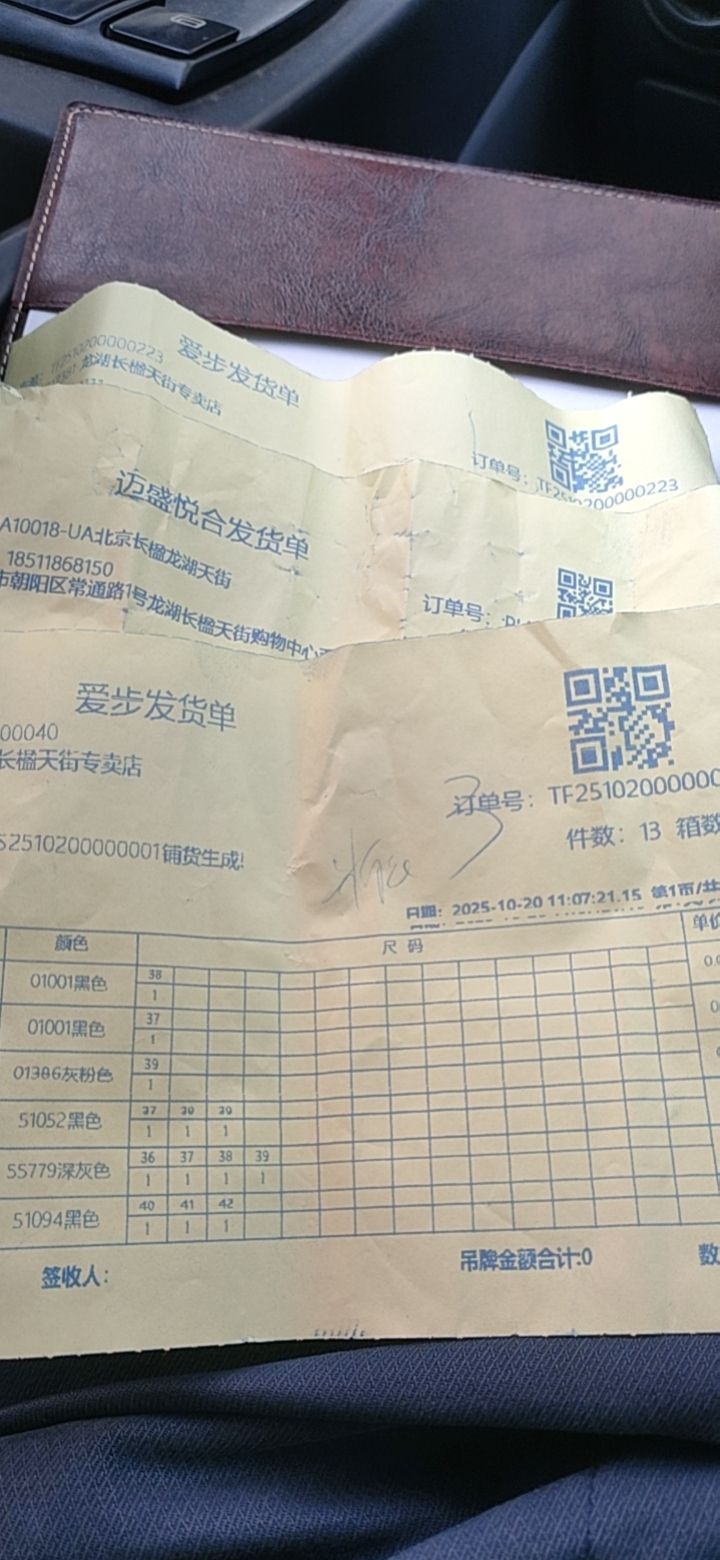 爱步发货单
TF2510200000223
龙湖长楹天街专卖店
订单号：TF2510200000223
迈盛悦合发货单
A10018-UA北京长楹龙湖天街
18511868150
市朝阳区常通路1号龙湖长楹天街购物中心
订单号：
爱步发货单
00040
长楹天街专卖店
订单号：TF2510200000
件数：13 箱数
S2510200000001铺货生成!
日期：2025-10-20 11:07:21.15 第1页/共
颜色 尺码 单价
01001黑色 38
1
01001黑色 37
1
01386灰粉色 39
1
51052黑色 37 39
1 1 1
55779深灰色 36 37 38 39
1 1 1 1
51094黑色 40 41 42
1 1 1
签收人： 吊牌金额合计:0 数